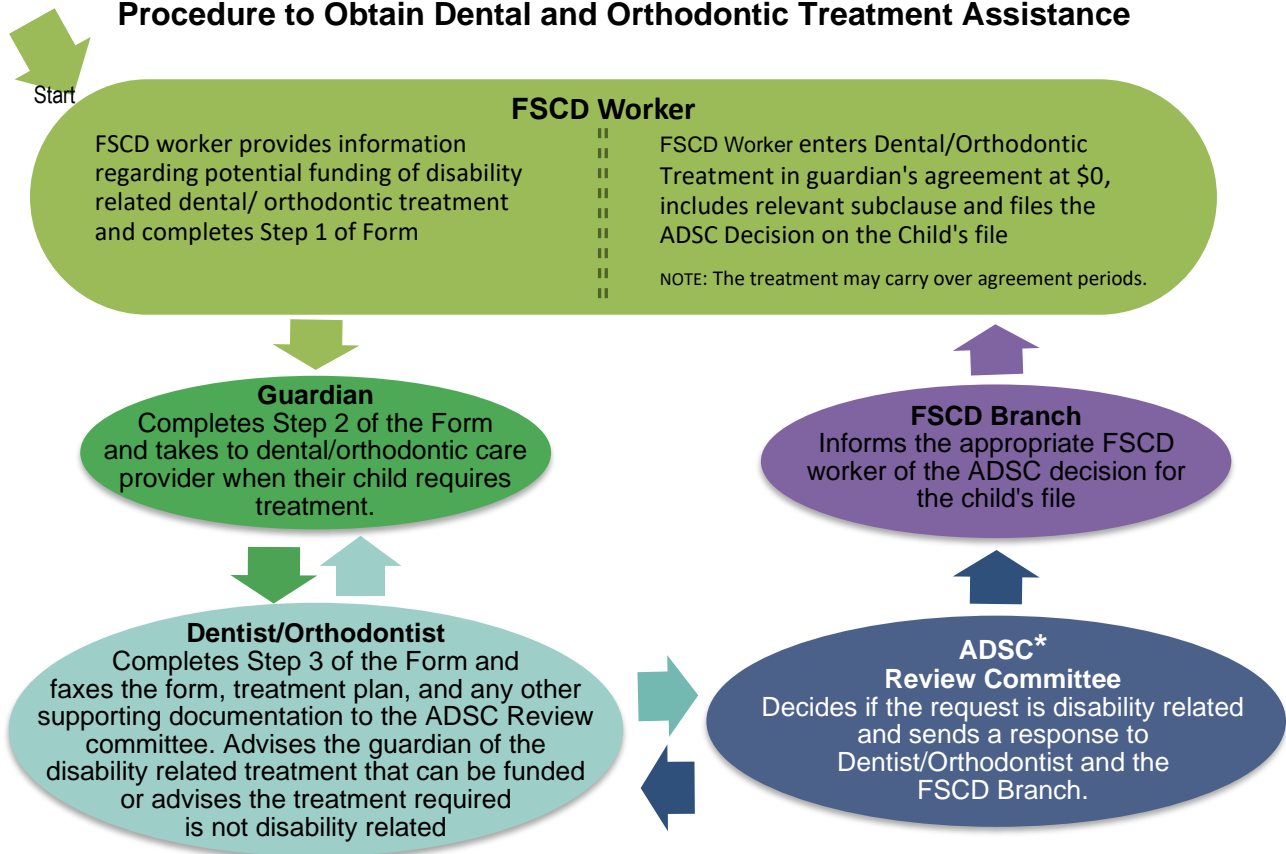 Procedure to Obtain Dental and Orthodontic Treatment Assistance
Start
FSCD Worker
FSCD worker provides information
regarding potential funding of disability
related dental/ orthodontic treatment
and completes Step 1 of Form
FSCD Worker enters Dental/Orthodontic
Treatment in guardian's agreement at $0,
includes relevant subclause and files the
ADSC Decision on the Child's file
NOTE: The treatment may carry over agreement periods.
Guardian
Completes Step 2 of the Form
and takes to dental/orthodontic care
provider when their child requires
treatment.
FSCD Branch
Informs the appropriate FSCD
worker of the ADSC decision for
the child's file
Dentist/Orthodontist
Completes Step 3 of the Form and
faxes the form, treatment plan, and any other
supporting documentation to the ADSC Review
committee. Advises the guardian of the
disability related treatment that can be funded
or advises the treatment required
is not disability related
ADSC*
Review Committee
Decides if the request is disability related
and sends a response to
Dentist/Orthodontist and the
FSCD Branch.